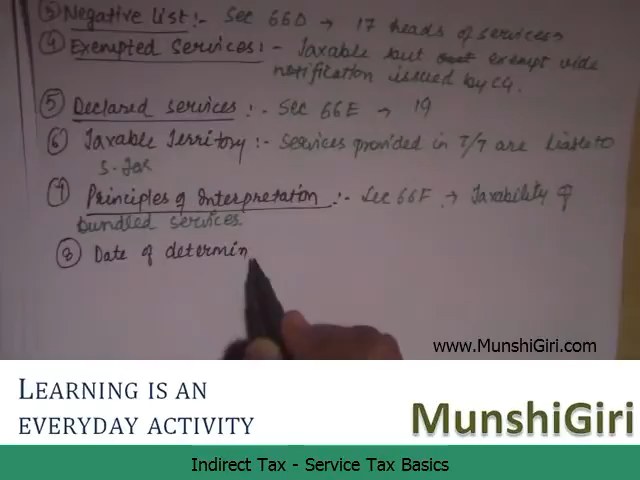 ③ Negative List :- Sec 66D → 17 heads of services
④ Exempted Services :- Taxable but exempt vide
notification issued by CG.
⑤ Declared services :- Sec 66E → 19
⑥ Taxable Territory :- Services provided in T/T are liable to
S. Tax
⑦ Principles of Interpretation :- Sec 66F → Taxability of
bundled services.
⑧ Date of determin
www.MunshiGiri.com
LEARNING IS AN
EVERYDAY ACTIVITY
MunshiGiri
Indirect Tax - Service Tax Basics